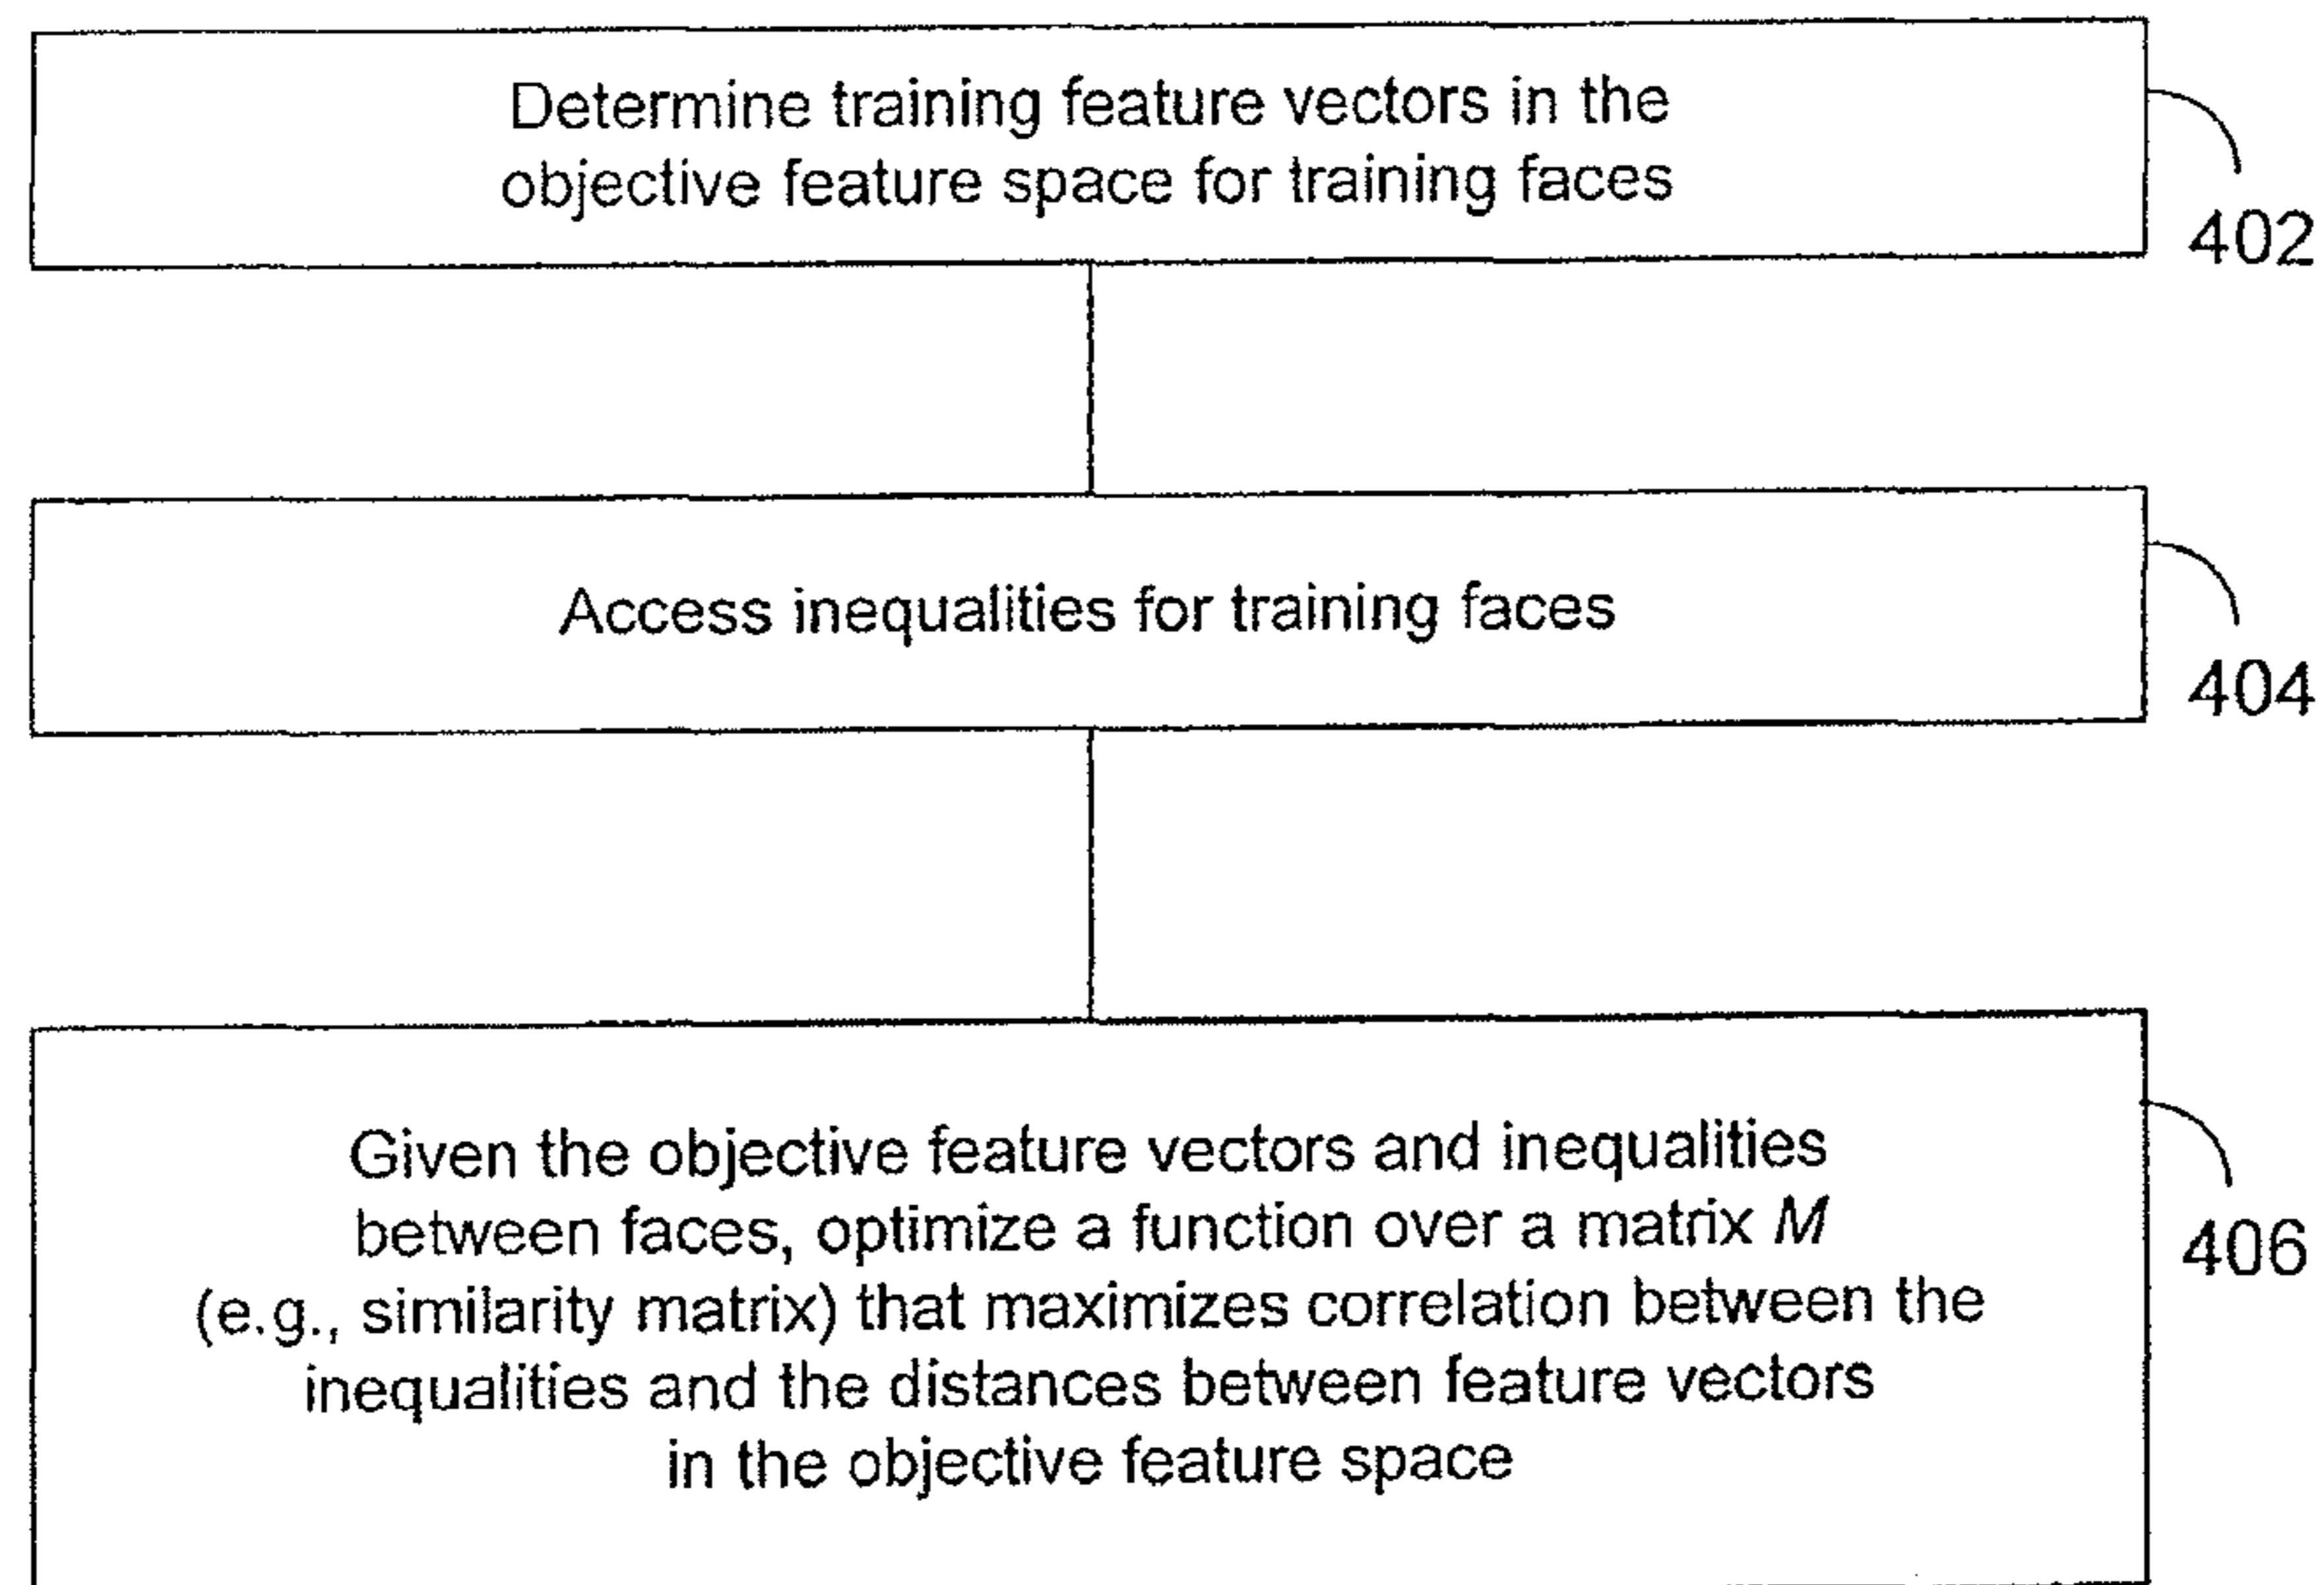 Determine training feature vectors in the
objective feature space for training faces
402
Access inequalities for training faces
404
Given the objective feature vectors and inequalities
between faces, optimize a function over a matrix M
(e.g., similarity matrix) that maximizes correlation between the
inequalities and the distances between feature vectors
in the objective feature space
406